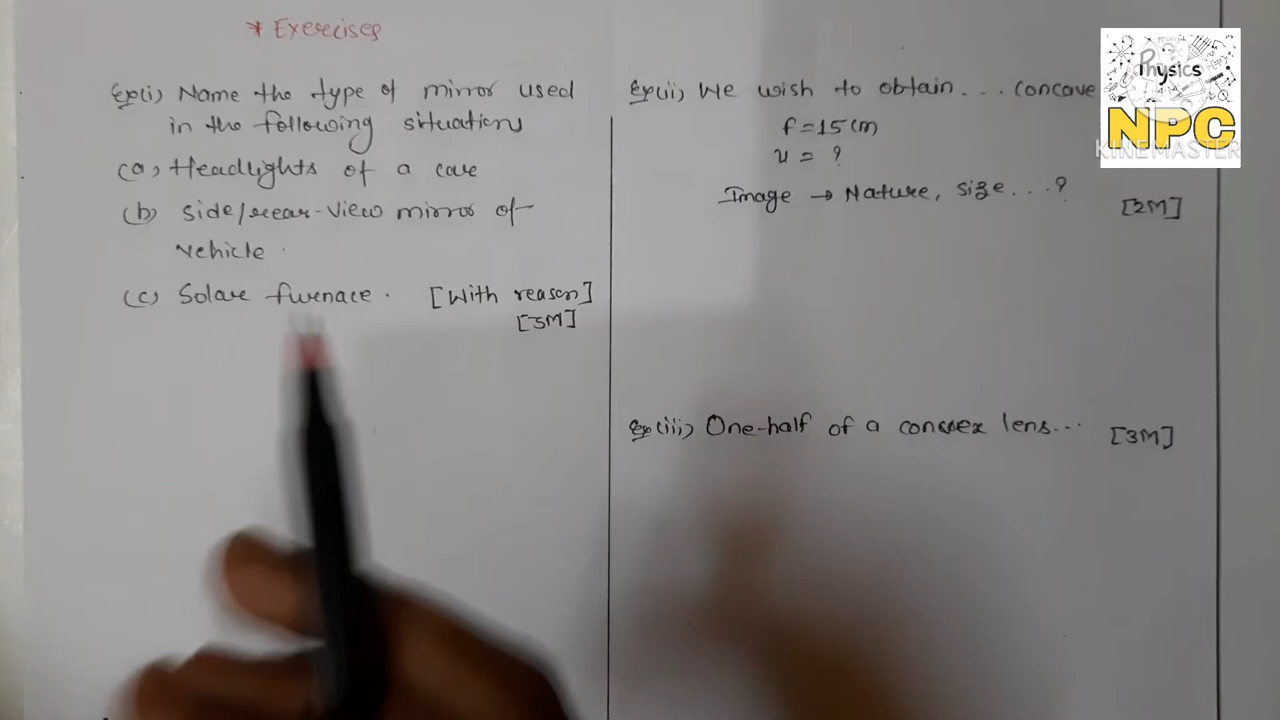 * Exercises
Ex(i) Name the type of mirror used
in the following situations
(a) Headlights of a care
(b) side/rear-view mirror of
vehicle.
(c) Solar furnace. [With reason]
[3M]
Ex(ii) We wish to obtain... concave
f = 15 cm
u = ?
Image → Nature, size...?
[2M]
Ex(iii) One-half of a convex lens...
[3M]
Physics
NPC
KINEMASTER